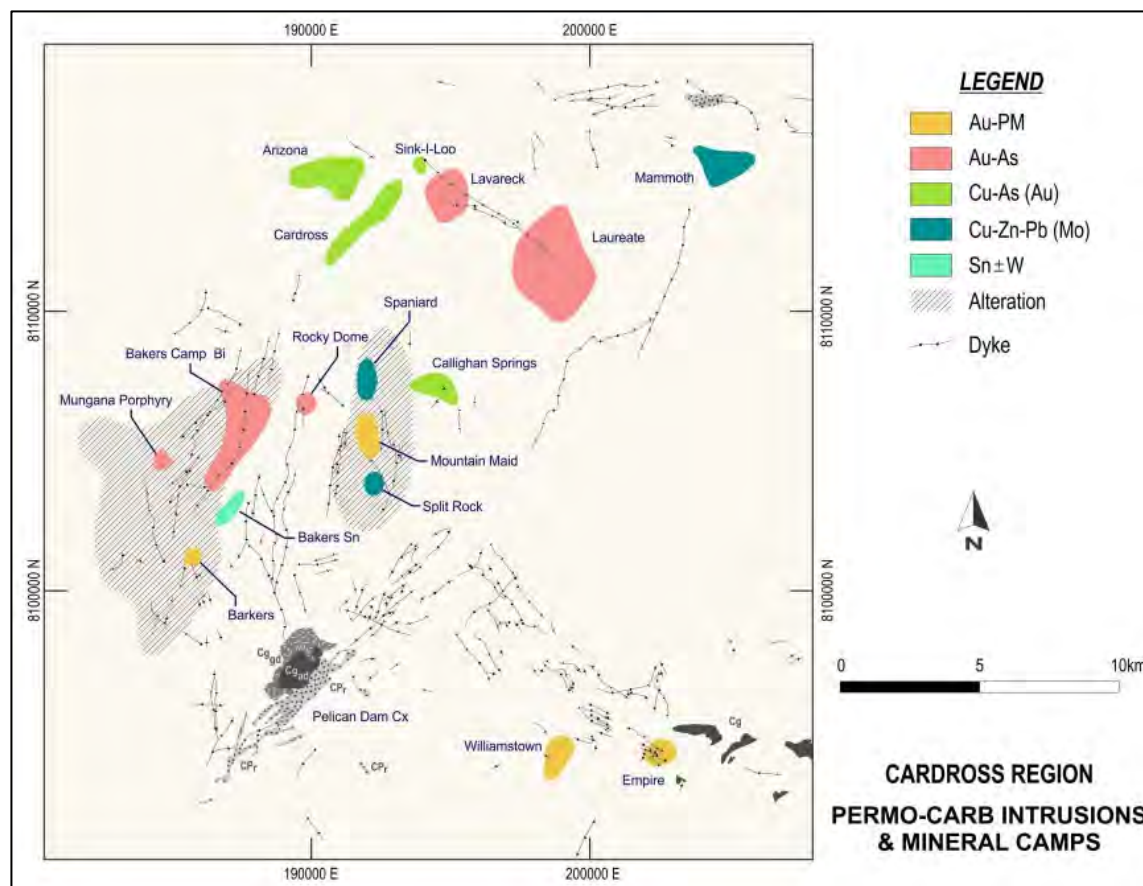 190000 E
200000 E
LEGEND
Au-PM
Au-As
Cu-As (Au)
Cu-Zn-Pb (Mo)
Sn±W
Alteration
Dyke
Arizona
Sink-I-Loo
Lavareck
Mammoth
Cardross
Laureate
8110000 N
8110000 N
Spaniard
Rocky Dome
Bakers Camp Bi
Callighan Springs
Mungana Porphyry
Mountain Maid
Split Rock
Bakers Sn
N
8100000 N
8100000 N
Barkers
Cggd
Cgad
CPr
Pelican Dam Cx
CPr
CPr
0
5
10km
Williamstown
Empire
Cg
CARDROSS REGION
PERMO-CARB INTRUSIONS
& MINERAL CAMPS
190000 E
200000 E